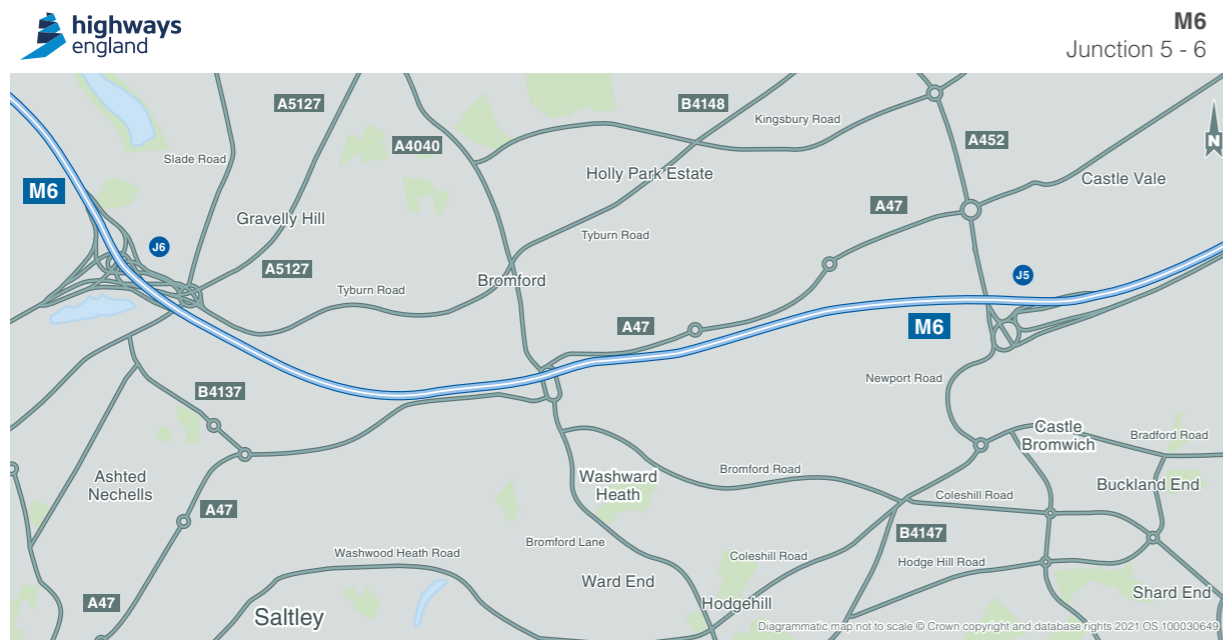 highways
england
M6
Junction 5 - 6
A5127
B4148
Kingsbury Road
A4040
A452
Slade Road
Holly Park Estate
Castle Vale
M6
A47
Gravelly Hill
Tyburn Road
J6
A5127
J5
Bromford
Tyburn Road
A47
M6
Newport Road
B4137
Castle
Bromwich
Bradford Road
Ashted
Nechells
Washward
Heath
Bromford Road
Buckland End
Coleshill Road
A47
B4147
Bromford Lane
Washwood Heath Road
Coleshill Road
Hodge Hill Road
Ward End
Shard End
A47
Hodgehill
Saltley
Diagrammatic map not to scale © Crown copyright and database rights 2021 OS 100030649
N